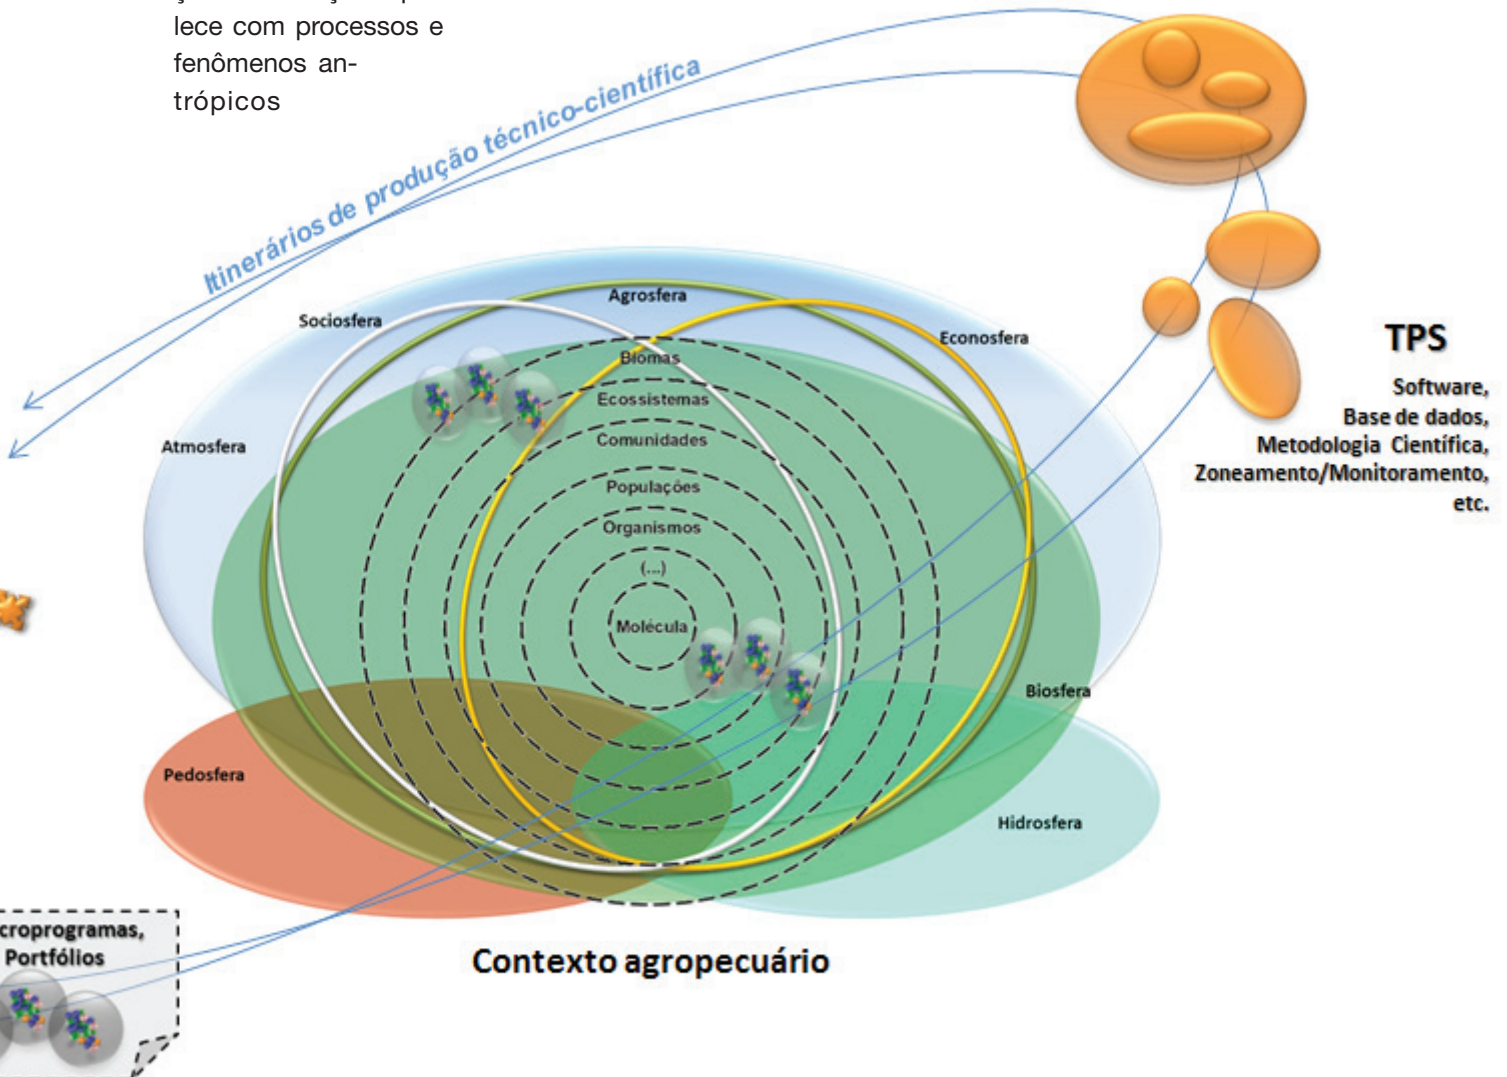 lece com processos e
fenômenos an-
trópicos
Itinerários de produção técnico-científica
Agrosfera
Sociosfera
Econosfera
Biomas
Ecossistemas
Atmosfera
Comunidades
Populações
Organismos
(...)
Molécula
Biosfera
Pedosfera
Hidrosfera
TPS
Software,
Base de dados,
Metodologia Científica,
Zoneamento/Monitoramento,
etc.
croprogramas,
Portfólios
Contexto agropecuário